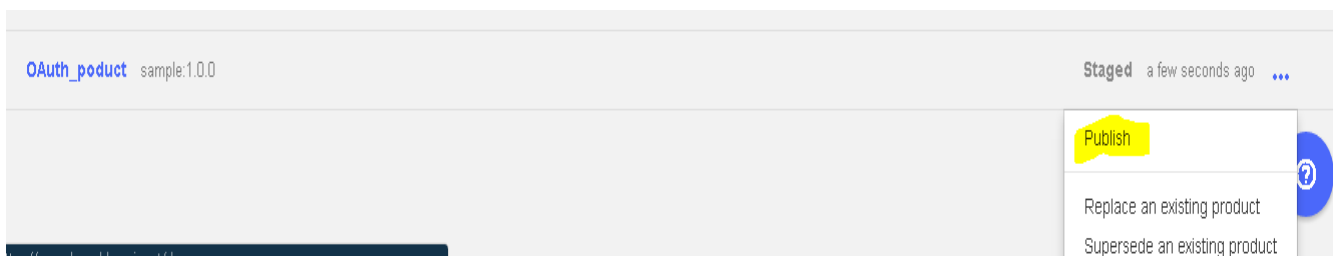 OAuth_poduct sample:1.0.0 Staged a few seconds ago ...
Publish
Replace an existing product
Supersede an existing product